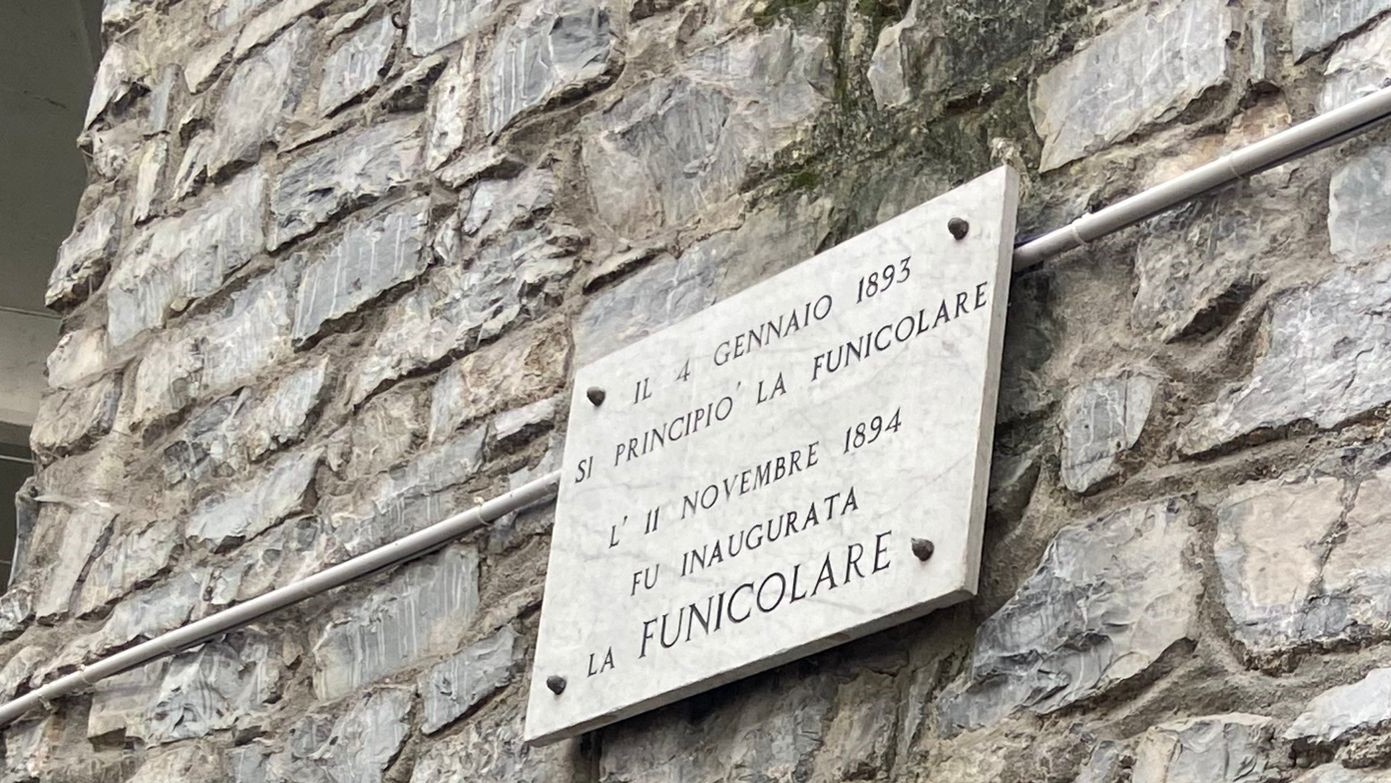 IL 4 GENNAIO 1893
SI PRINCIPIO' LA FUNICOLARE
L' 11 NOVEMBRE 1894
FU INAUGURATA
LA FUNICOLARE